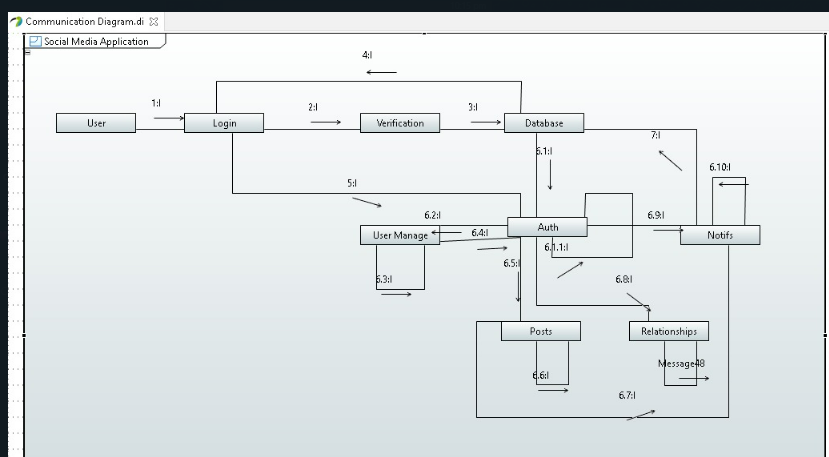 Communication Diagram.di
Social Media Application
4:l
1:l
2:l
3:l
User
Login
Verification
Database
7:l
6.1:l
6.10:l
5:l
6.2:l
6.9:l
Auth
User Manage
6.4:l
6.1.1:l
Notifs
6.5:l
6.3:l
6.8:l
Posts
Relationships
Message48
6.6:l
6.7:l